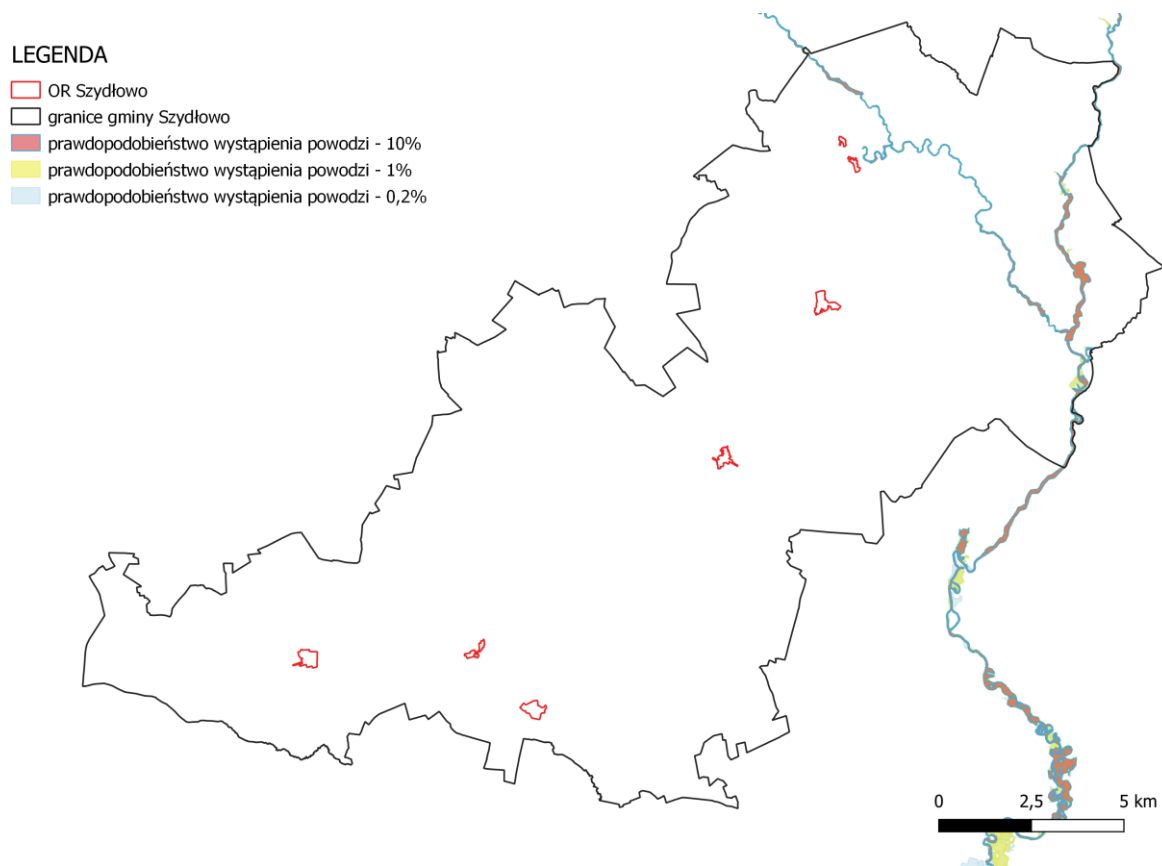 LEGENDA
OR Szydłowo
granice gminy Szydłowo
prawdopodobieństwo wystąpienia powodzi - 10%
prawdopodobieństwo wystąpienia powodzi - 1%
prawdopodobieństwo wystąpienia powodzi - 0,2%
0 2,5 5 km